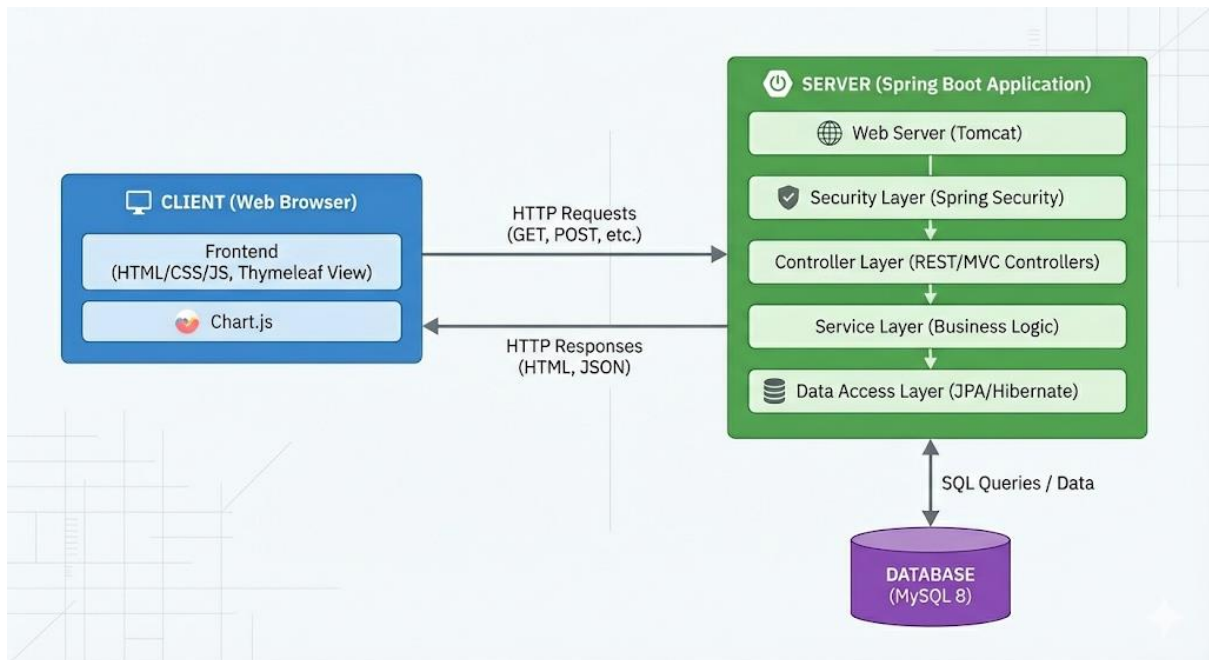 CLIENT (Web Browser)
Frontend
(HTML/CSS/JS, Thymeleaf View)
Chart.js
HTTP Requests
(GET, POST, etc.)
HTTP Responses
(HTML, JSON)
SERVER (Spring Boot Application)
Web Server (Tomcat)
Security Layer (Spring Security)
Controller Layer (REST/MVC Controllers)
Service Layer (Business Logic)
Data Access Layer (JPA/Hibernate)
SQL Queries / Data
DATABASE
(MySQL 8)